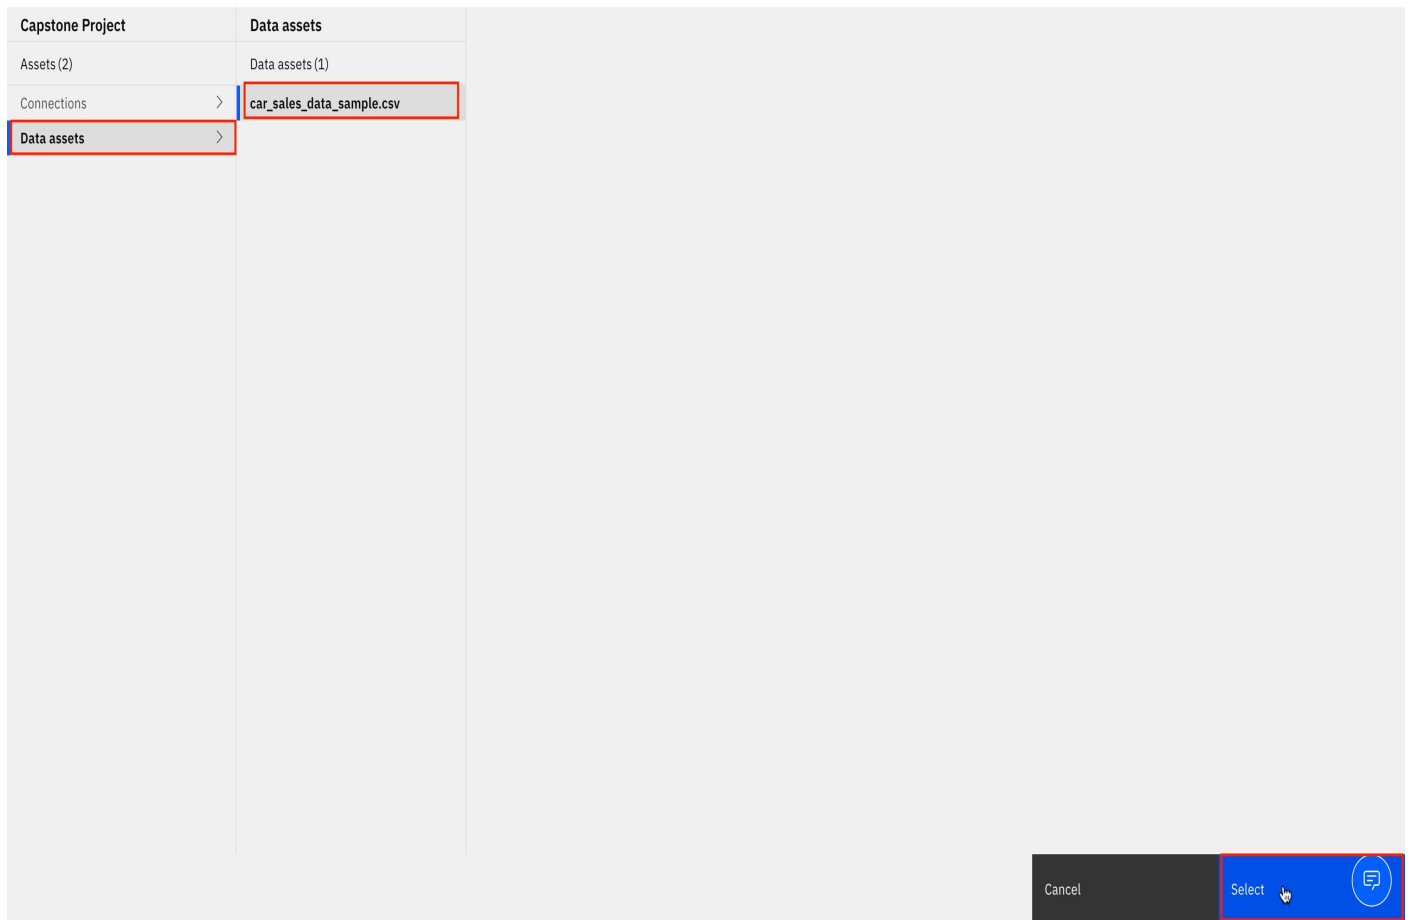 Capstone Project
Data assets
Assets (2)
Data assets (1)
Connections
car_sales_data_sample.csv
Data assets
Cancel
Select